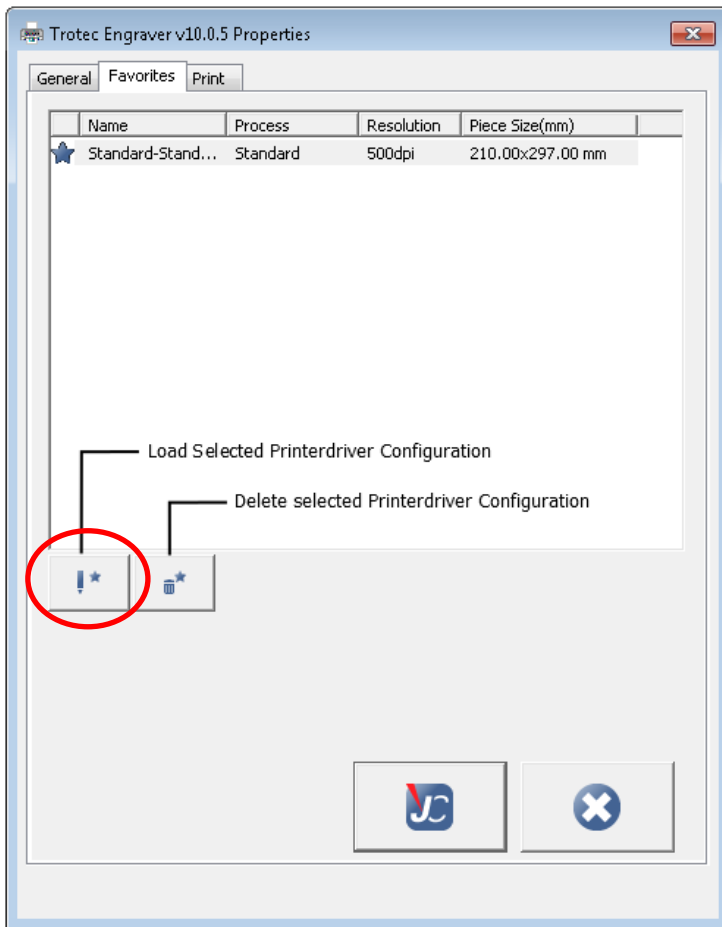 Trotec Engraver v10.0.5 Properties
General Favorites Print
Name Process Resolution Piece Size(mm)
Standard-Stand... Standard 500dpi 210.00x297.00 mm
Load Selected Printerdriver Configuration
Delete selected Printerdriver Configuration
JC